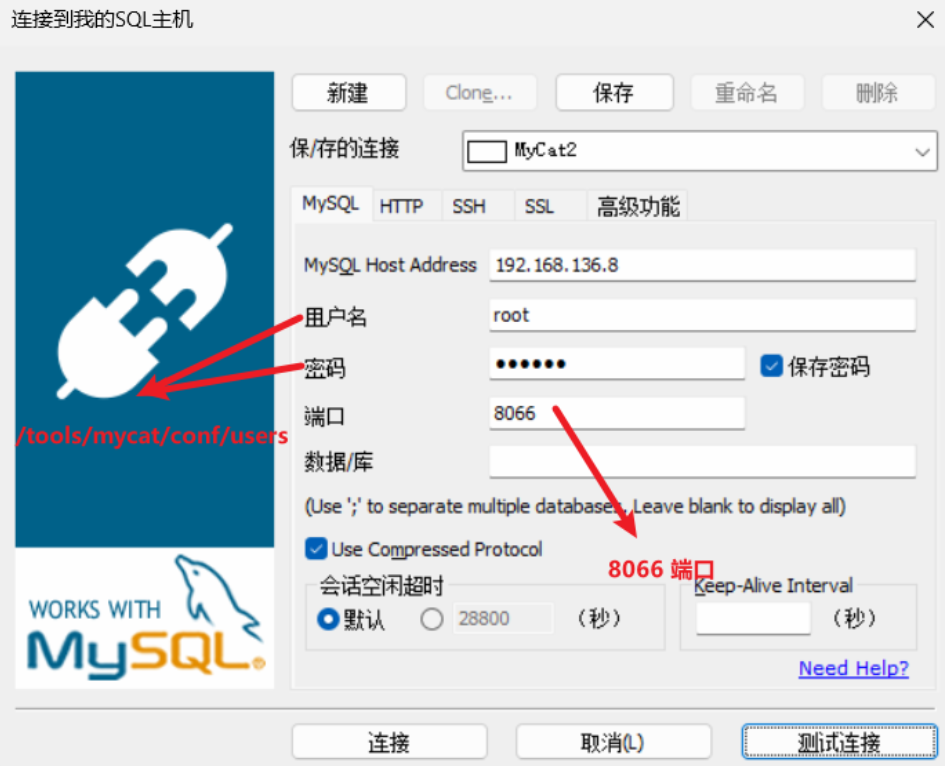 连接到我的SQL主机
新建
Clone...
保存
重命名
删除
保/存的连接
MyCat2
MySQL
HTTP
SSH
SSL
高级功能
MySQL Host Address
192.168.136.8
用户名
root
密码
••••••
保存密码
端口
8066
/tools/mycat/conf/users
数据/库
(Use ';' to separate multiple databases. Leave blank to display all)
Use Compressed Protocol
8066 端口
会话空闲超时
默认
28800
(秒)
Keep-Alive Interval
(秒)
WORKS WITH
MySQL®
Need Help?
连接
取消(L)
测试连接